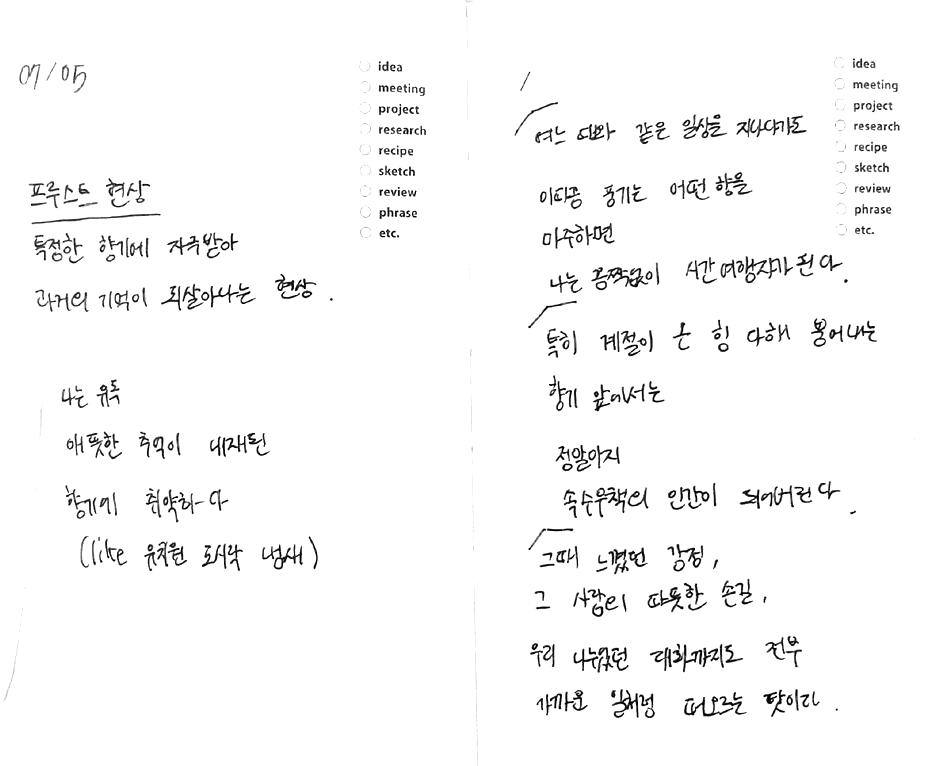 07/05
idea
meeting
project
research
recipe
sketch
review
phrase
etc.
프루스트 현상
특정한 향기에 자극받아
과거의 기억이 되살아나는 현상.
나는 유독
애틋한 추억이 내재된
향기에 취약하다
(like 유치원 도시락 냄새)
idea
meeting
project
research
recipe
sketch
review
phrase
etc.
여느 때와 같은 일상을 지나다가도
이따금 풍기는 어떤 향을
마주하면
나는 꼼짝없이 시간여행자가 된다.
특히 계절이 온 힘 다해 뿜어내는
향기 앞에서는
정말이지
속수무책의 인간이 되어버린다.
그때 느꼈던 감정,
그 사람의 따뜻한 손길,
우리 나눴던 대화까지도 전부
가까운 일처럼 떠오르는 탓이다.